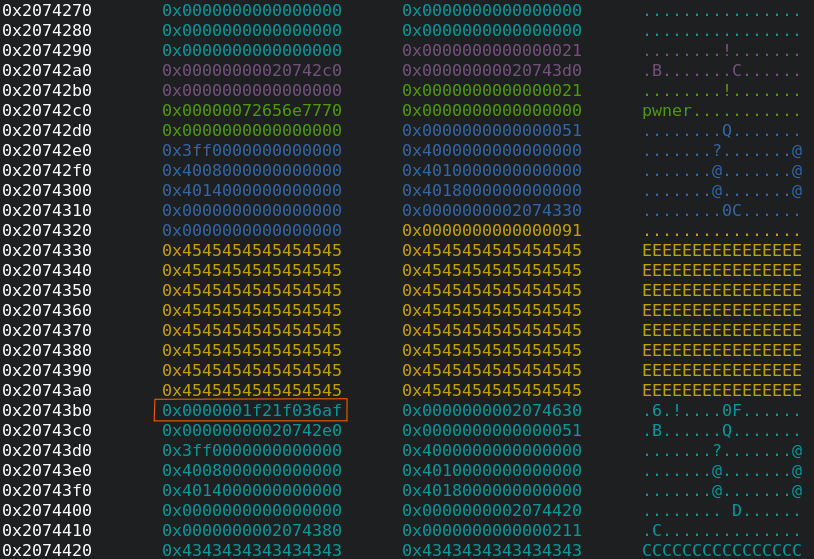 0x2074270 0x0000000000000000 0x0000000000000000 ................
0x2074280 0x0000000000000000 0x0000000000000000 ................
0x2074290 0x0000000000000000 0x0000000000000021 ........!.......
0x20742a0 0x00000000020742c0 0x00000000020743d0 .B.......C......
0x20742b0 0x0000000000000000 0x0000000000000021 ........!.......
0x20742c0 0x00000072656e7770 0x0000000000000000 pwner...........
0x20742d0 0x0000000000000000 0x0000000000000051 ........Q.......
0x20742e0 0x3ff0000000000000 0x4000000000000000 .......?.......@
0x20742f0 0x4008000000000000 0x4010000000000000 .......@.......@
0x2074300 0x4014000000000000 0x4018000000000000 .......@.......@
0x2074310 0x0000000000000000 0x0000000002074330 ........0C......
0x2074320 0x0000000000000000 0x0000000000000091 ................
0x2074330 0x4545454545454545 0x4545454545454545 EEEEEEEEEEEEEEEE
0x2074340 0x4545454545454545 0x4545454545454545 EEEEEEEEEEEEEEEE
0x2074350 0x4545454545454545 0x4545454545454545 EEEEEEEEEEEEEEEE
0x2074360 0x4545454545454545 0x4545454545454545 EEEEEEEEEEEEEEEE
0x2074370 0x4545454545454545 0x4545454545454545 EEEEEEEEEEEEEEEE
0x2074380 0x4545454545454545 0x4545454545454545 EEEEEEEEEEEEEEEE
0x2074390 0x4545454545454545 0x4545454545454545 EEEEEEEEEEEEEEEE
0x20743a0 0x4545454545454545 0x4545454545454545 EEEEEEEEEEEEEEEE
0x20743b0 0x0000001f21f036af 0x0000000002074630 .6.!....0F......
0x20743c0 0x00000000020742e0 0x0000000000000051 .B......Q.......
0x20743d0 0x3ff0000000000000 0x4000000000000000 .......?.......@
0x20743e0 0x4008000000000000 0x4010000000000000 .......@.......@
0x20743f0 0x4014000000000000 0x4018000000000000 .......@.......@
0x2074400 0x0000000000000000 0x0000000002074420 ........ D......
0x2074410 0x0000000002074380 0x0000000000000211 .C..............
0x2074420 0x4343434343434343 0x4343434343434343 CCCCCCCCCCCCCCCC